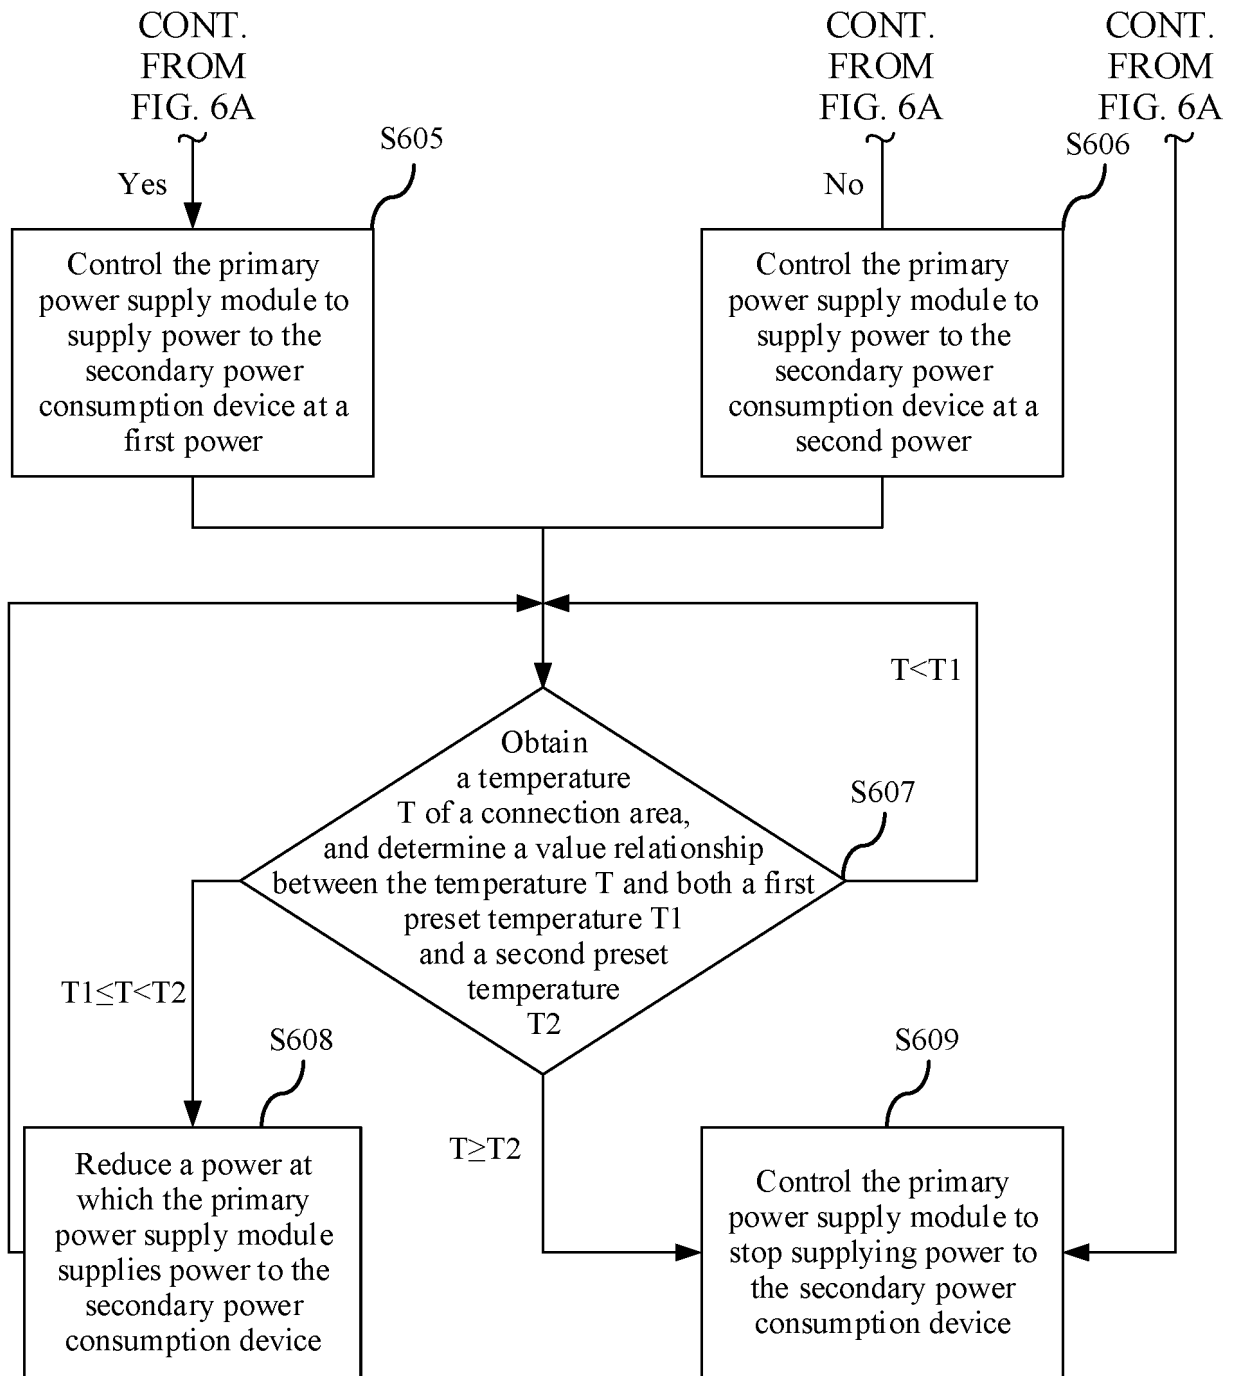 CONT.
FROM
FIG. 6A
CONT.
FROM
FIG. 6A
CONT.
FROM
FIG. 6A
Yes
S605
No
S606
Control the primary
power supply module to
supply power to the
secondary power
consumption device at a
first power
Control the primary
power supply module to
supply power to the
secondary power
consumption device at a
second power
T<T1
Obtain
a temperature
T of a connection area,
and determine a value relationship
between the temperature T and both a first
preset temperature T1
and a second preset
temperature
T2
S607
T1≤T<T2
S608
T≥T2
S609
Reduce a power at
which the primary
power supply module
supplies power to the
secondary power
consumption device
Control the primary
power supply module to
stop supplying power to
the secondary power
consumption device